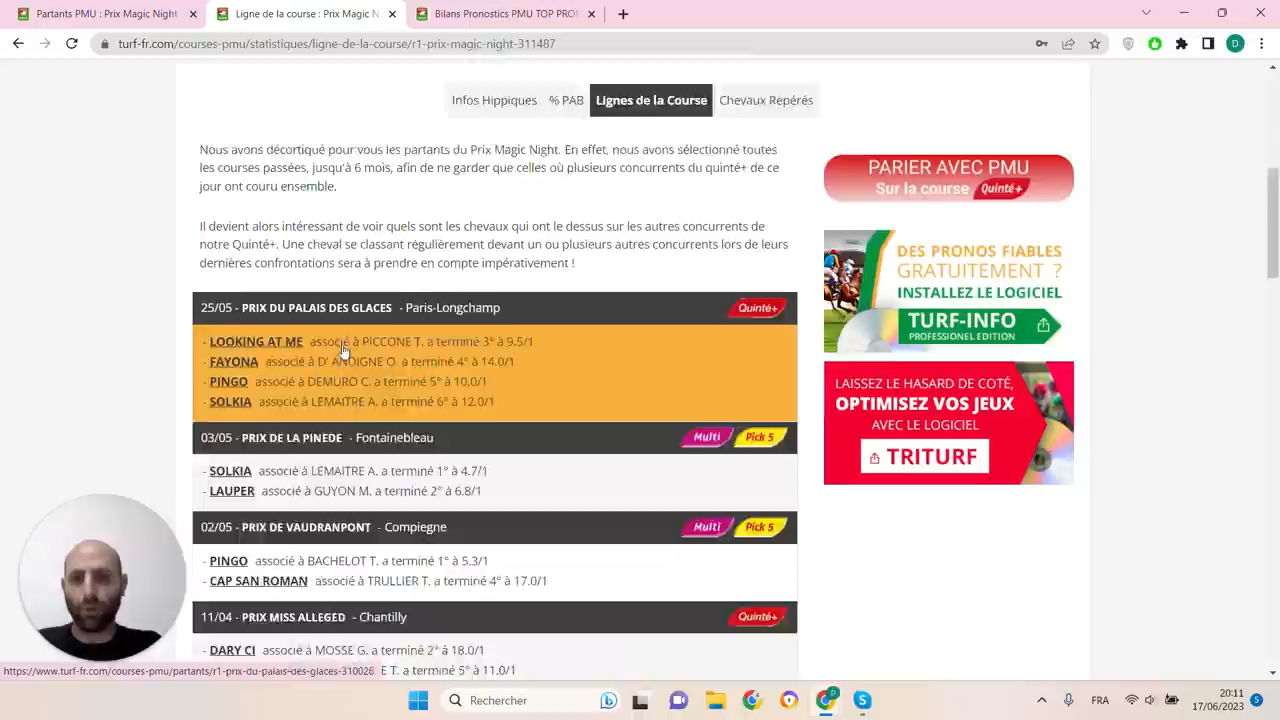 Partants / PMU : Prix Magic N
Ligne de la course : Prix Magic N
Bilans Pronostics PMU TOP PRO
turf-fr.com/courses-pmu/statistiques/ligne-de-la-course/r1-prix-magic-night-311487
D
Infos Hippiques
% PAB
Lignes de la Course
Chevaux Repérés
Nous avons décortiqué pour vous les partants du Prix Magic Night. En effet, nous avons sélectionné toutes
les courses passées, jusqu'à 6 mois, afin de ne garder que celles où plusieurs concurrents du quinté+ de ce
jour ont couru ensemble.
Il devient alors intéressant de voir quels sont les chevaux qui ont le dessus sur les autres concurrents de
notre Quinté+. Une cheval se classant régulièrement devant un ou plusieurs autres concurrents lors de leurs
dernières confrontations sera à prendre en compte impérativement !
25/05 - PRIX DU PALAIS DES GLACES - Paris-Longchamp
Quinté+
- LOOKING AT ME associé à PICCONE T. a terminé 3° à 9.5/1
- FAYONA associé à D' ANDIGNE O. a terminé 4° à 14.0/1
- PINGO associé à DEMURO C. a terminé 5° à 10.0/1
- SOLKIA associé à LEMAITRE A. a terminé 6° à 12.0/1
03/05 - PRIX DE LA PINEDE - Fontainebleau
Multi
Pick 5
- SOLKIA associé à LEMAITRE A. a terminé 1° à 4.7/1
- LAUPER associé à GUYON M. a terminé 2° à 6.8/1
02/05 - PRIX DE VAUDRANPONT - Compiegne
Multi
Pick 5
- PINGO associé à BACHELOT T. a terminé 1° à 5.3/1
- CAP SAN ROMAN associé à TRULLIER T. a terminé 4° à 17.0/1
11/04 - PRIX MISS ALLEGED - Chantilly
Quinté+
- DARY CI associé à MOSSE G. a terminé 2° à 18.0/1
E T. a terminé 5° à 11.0/1
https://www.turf-fr.com/courses-pmu/partants/r1-prix-du-palais-des-glaces-310026
PARIER AVEC PMU
Sur la course Quinté+
DES PRONOS FIABLES
GRATUITEMENT ?
INSTALLEZ LE LOGICIEL
TURF-INFO
PROFESSIONEL EDITION
LAISSEZ LE HASARD DE COTÉ,
OPTIMISEZ VOS JEUX
AVEC LE LOGICIEL
TRITURF
Rechercher
FRA
20:11
17/06/2023
5